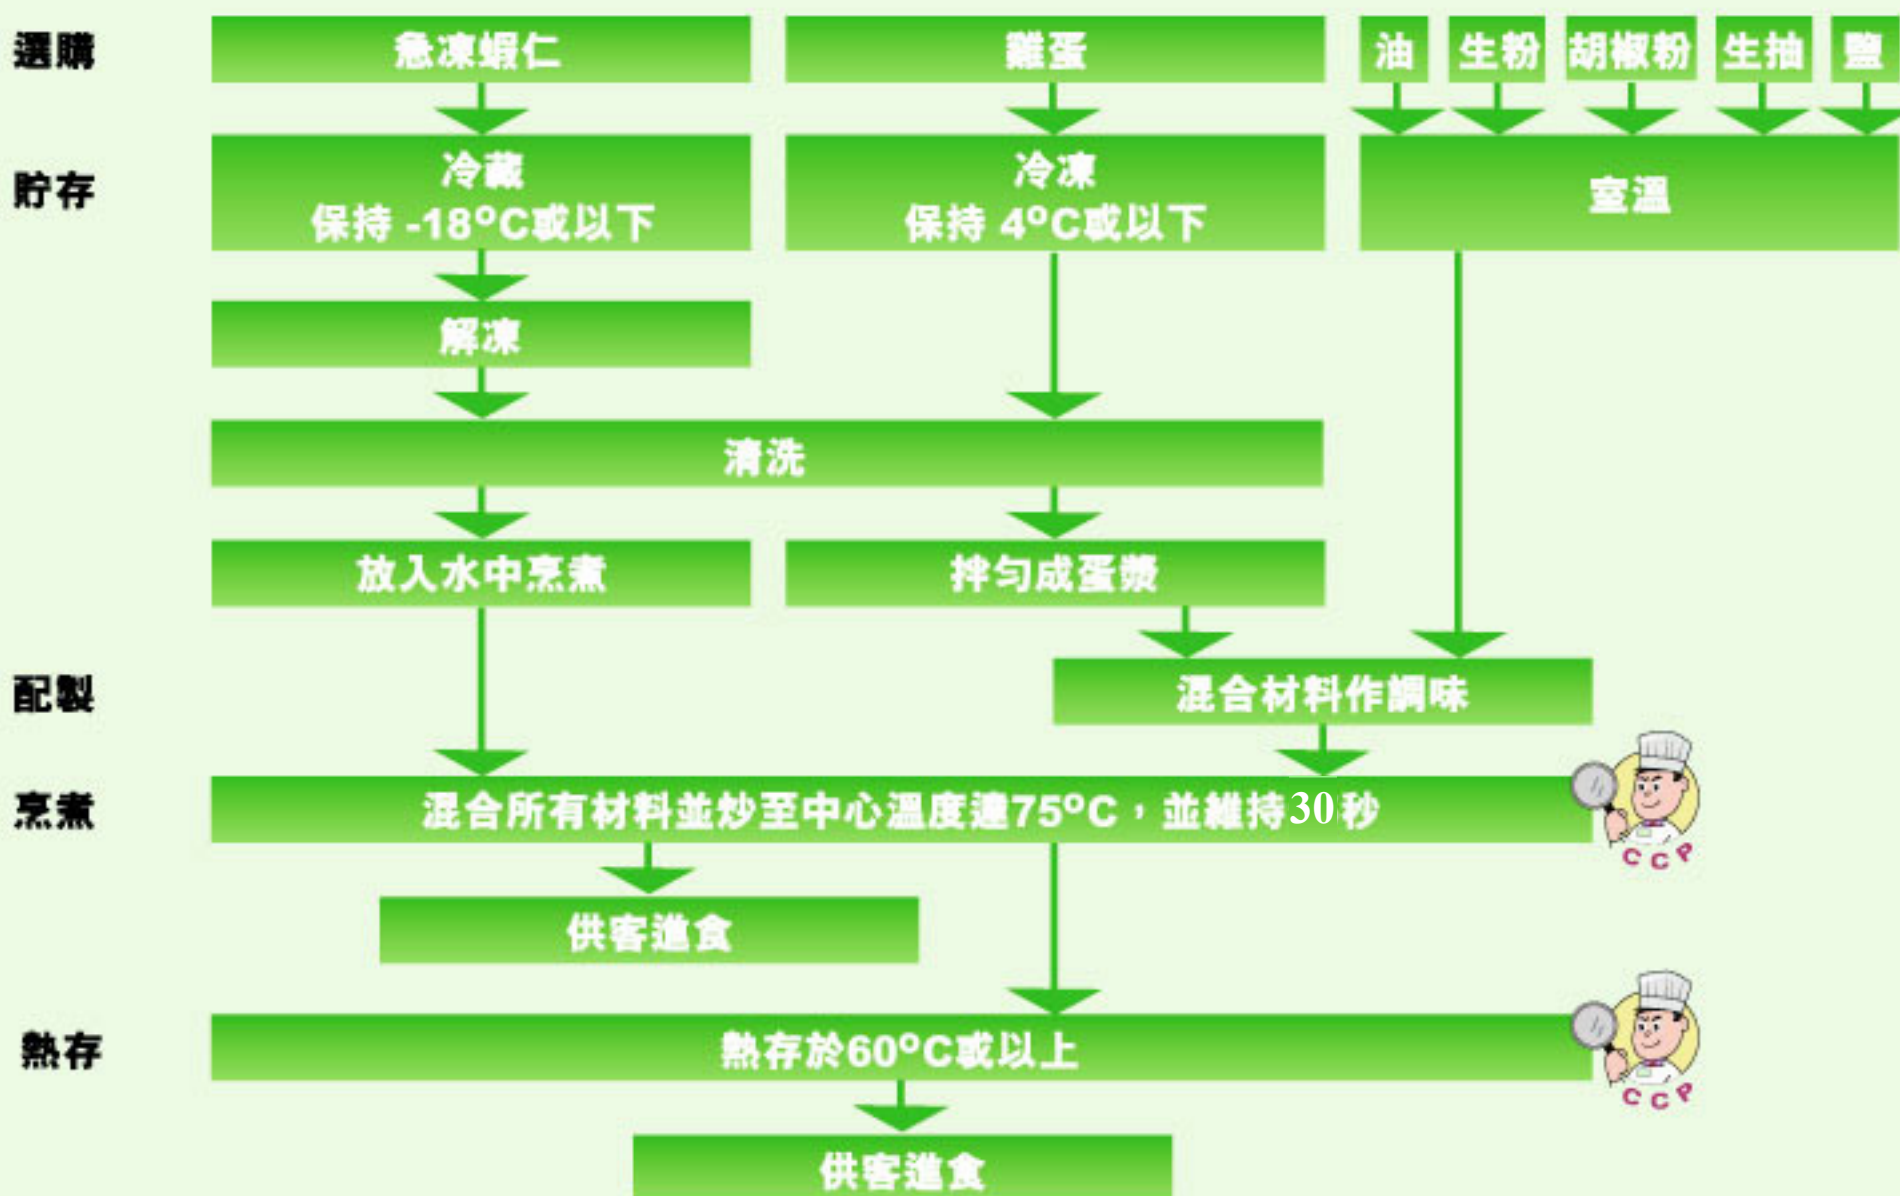 選購
急凍蝦仁
雞蛋
油
生粉
胡椒粉
生抽
鹽
貯存
冷藏
保持 -18°C或以下
冷凍
保持 4°C或以下
室溫
解凍
清洗
放入水中烹煮
拌勻成蛋漿
配製
混合材料作調味
烹煮
混合所有材料並炒至中心溫度達75°C，並維持30秒
CCP
供客進食
熱存
熱存於60°C或以上
CCP
供客進食